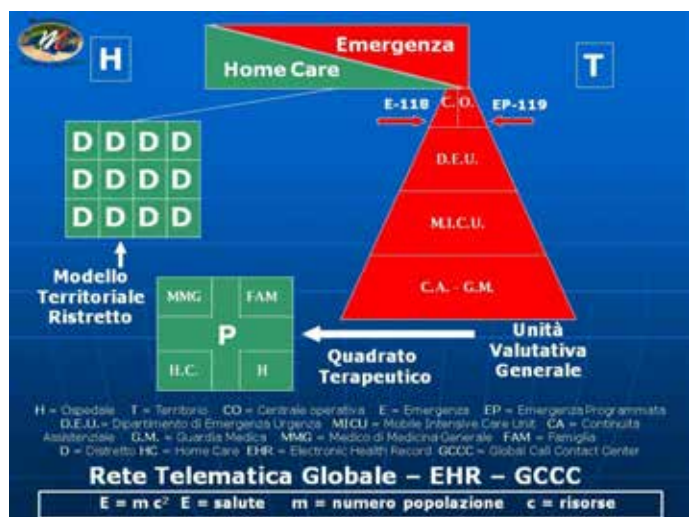 H
Emergenza
Home Care
T
E-118
C. O.
EP-119
D D D D
D D D D
D D D D
D.E.U.
M.I.C.U.
C.A. - G.M.
Modello
Territoriale
Ristretto
MMG
FAM
P
H.C.
H
Quadrato
Terapeutico
Unità
Valutativa
Generale
H = Ospedale T = Territorio CO = Centrale operativa E = Emergenza EP = Emergenza Programmata
D.E.U.= Dipartimento di Emergenza Urgenza MICU = Mobile Intensive Care Unit CA = Continuità
Assistenziale G.M. = Guardia Medica MMG = Medico di Medicina Generale FAM = Famiglia
D = Distretto HC = Home Care EHR = Electronic Health Record GCCC = Global Call Contact Center
Rete Telematica Globale – EHR – GCCC
E = m c² E = salute m = numero popolazione c = risorse